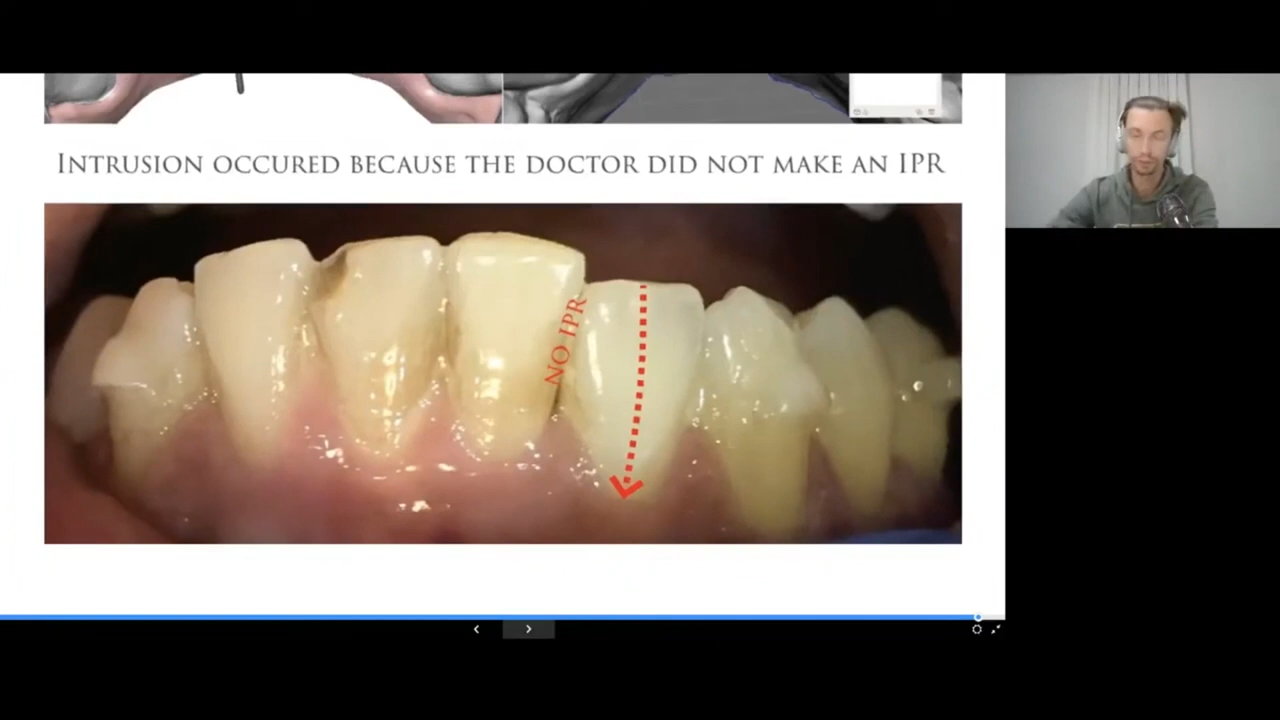 INTRUSION OCCURED BECAUSE THE DOCTOR DID NOT MAKE AN IPR
NO IPR